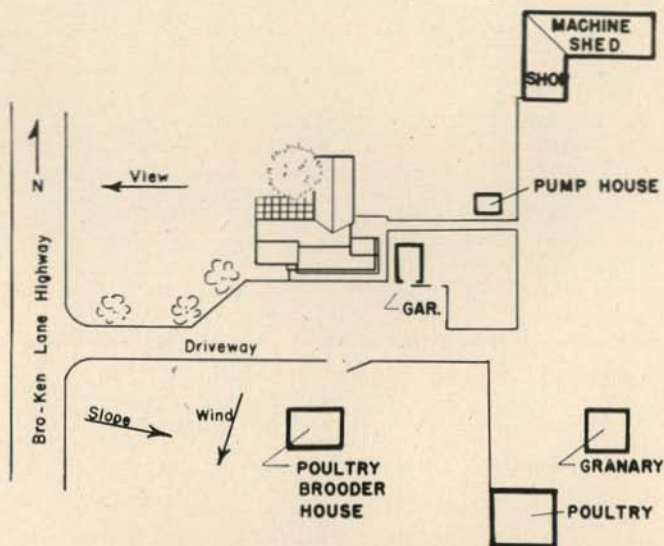 MACHINE
SHED
SHOP
N
View
PUMP HOUSE
GAR.
Bro-Ken Lane Highway
Driveway
Slope
Wind
POULTRY
BROODER
HOUSE
GRANARY
POULTRY